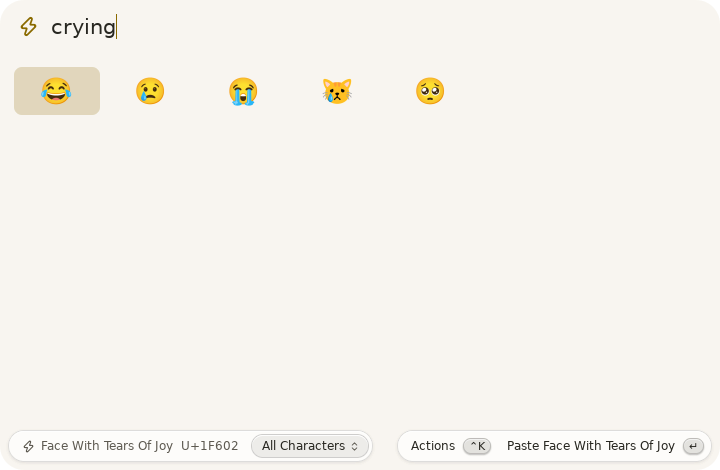 crying
😂 😢 😭 😿 🥺
Face With Tears Of Joy U+1F602 All Characters Actions ^K Paste Face With Tears Of Joy ↵